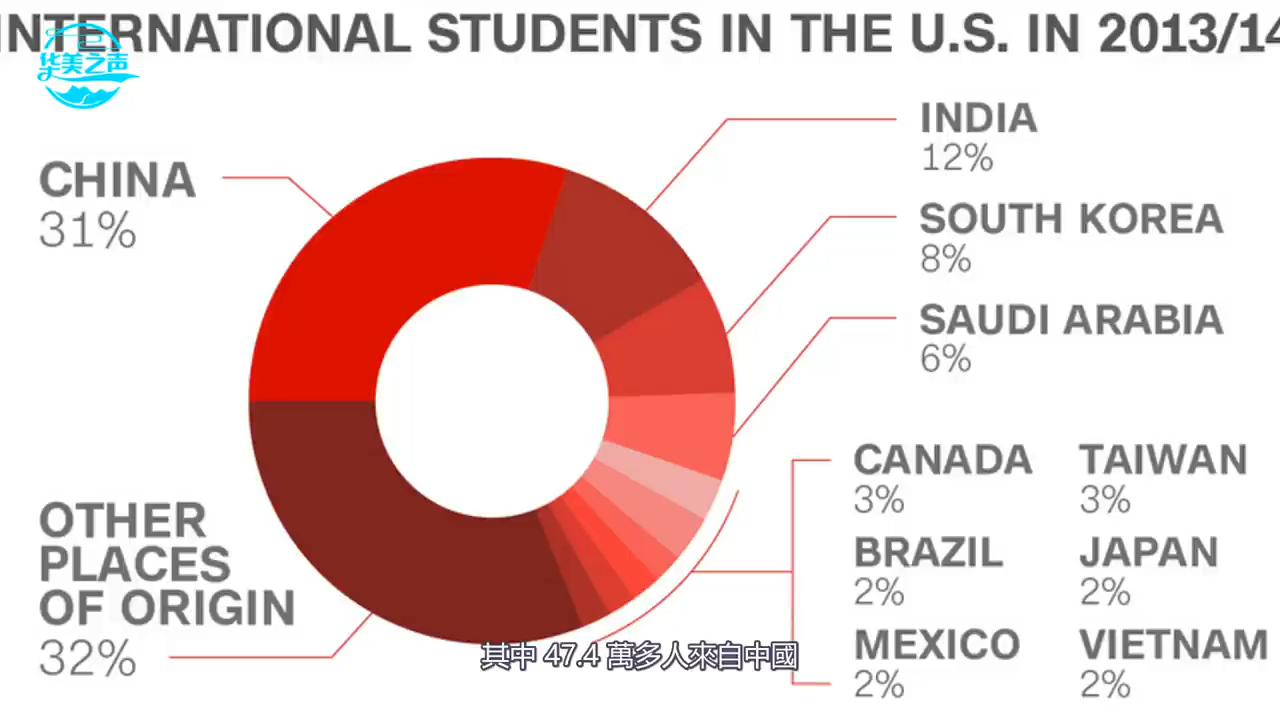 INTERNATIONAL STUDENTS IN THE U.S. IN 2013/14
华美之声
CHINA
31%
INDIA
12%
SOUTH KOREA
8%
SAUDI ARABIA
6%
CANADA
3%
TAIWAN
3%
BRAZIL
2%
JAPAN
2%
MEXICO
2%
VIETNAM
2%
OTHER
PLACES
OF ORIGIN
32%
其中 47.4 萬多人來自中國